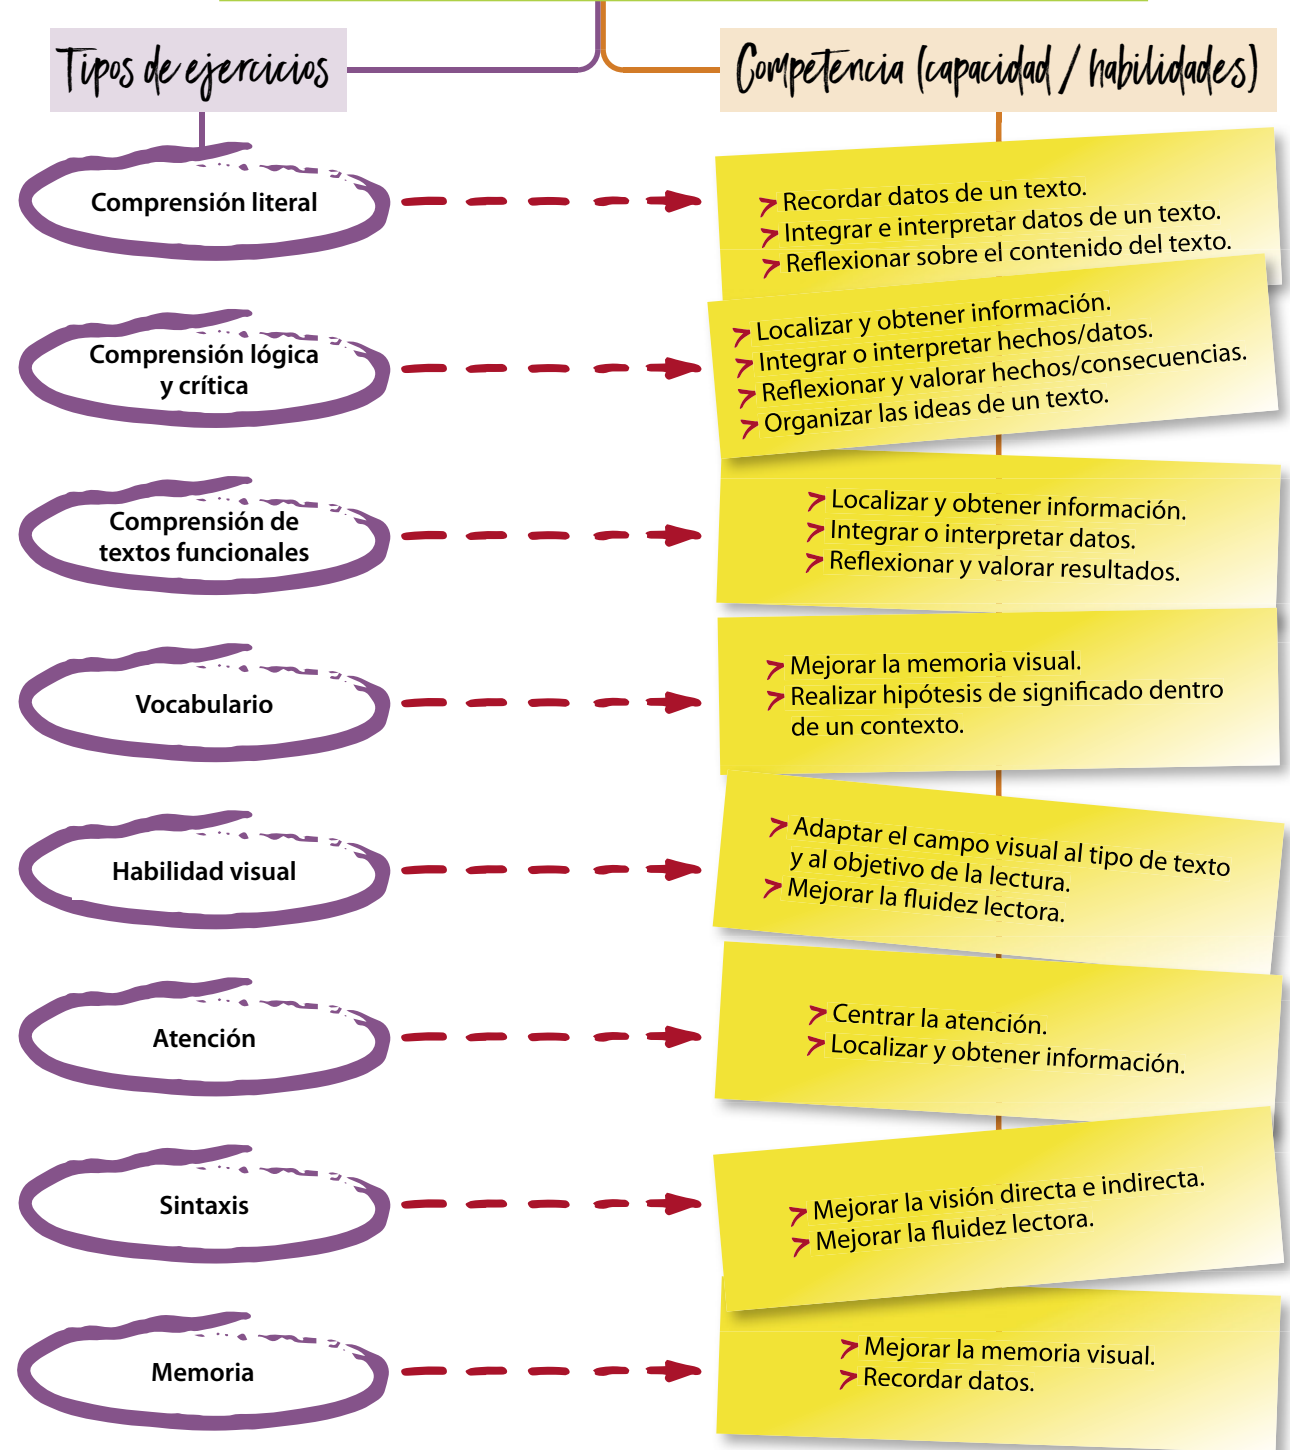 Tipos de ejercicios
Competencia (capacidad / habilidades)
Comprensión literal
➤ Recordar datos de un texto.
➤ Integrar e interpretar datos de un texto.
➤ Reflexionar sobre el contenido del texto.
Comprensión lógica
y crítica
➤ Localizar y obtener información.
➤ Integrar o interpretar hechos/datos.
➤ Reflexionar y valorar hechos/consecuencias.
➤ Organizar las ideas de un texto.
Comprensión de
textos funcionales
➤ Localizar y obtener información.
➤ Integrar o interpretar datos.
➤ Reflexionar y valorar resultados.
Vocabulario
➤ Mejorar la memoria visual.
➤ Realizar hipótesis de significado dentro
de un contexto.
Habilidad visual
➤ Adaptar el campo visual al tipo de texto
y al objetivo de la lectura.
➤ Mejorar la fluidez lectora.
Atención
➤ Centrar la atención.
➤ Localizar y obtener información.
Sintaxis
➤ Mejorar la visión directa e indirecta.
➤ Mejorar la fluidez lectora.
Memoria
➤ Mejorar la memoria visual.
➤ Recordar datos.